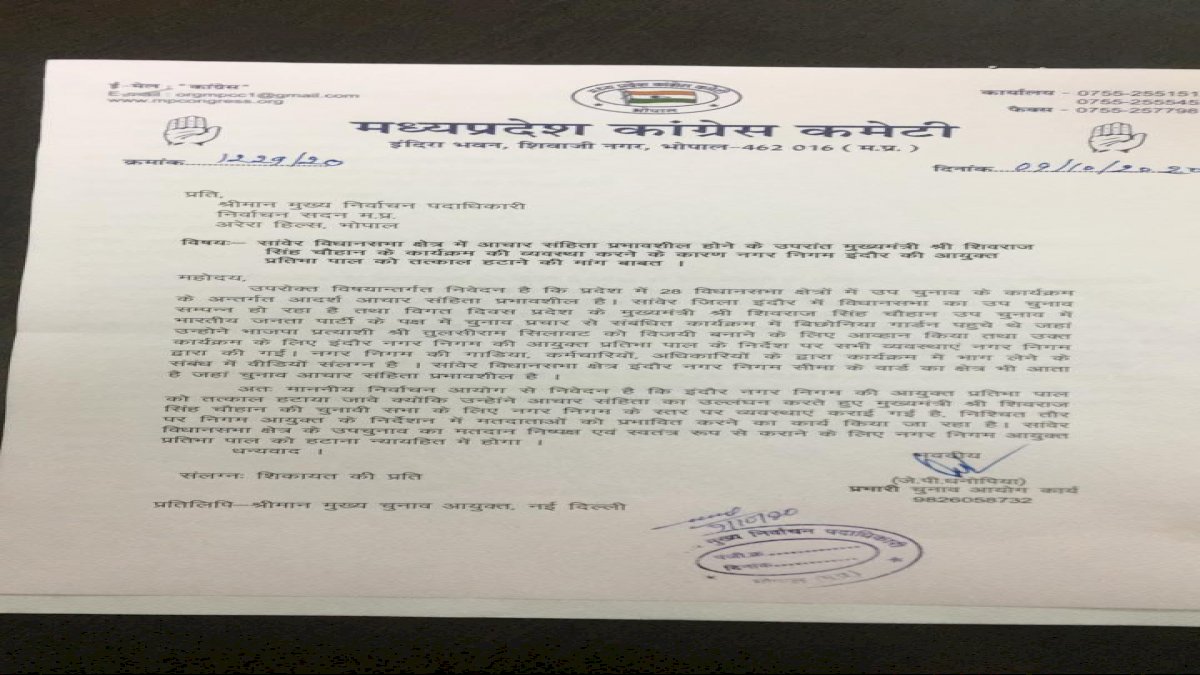 ई-मेल : "कांग्रेस"
E-mail : orgmpcc1@gmail.com
www.mpcongress.org
मध्य प्रदेश कांग्रेस कमेटी
भोपाल
कार्यालय - 0755-255151
0755-255545
फैक्स - 0755-257798
मध्यप्रदेश कांग्रेस कमेटी
इंदिरा भवन, शिवाजी नगर, भोपाल-462 016 ( म.प्र. )
क्रमांक 1229/20
दिनांक 09/10/202
प्रति,
श्रीमान मुख्य निर्वाचन पदाधिकारी
निर्वाचन सदन म.प्र.
अरेरा हिल्स, भोपाल
विषयः- सांवेर विधानसभा क्षेत्र में आचार संहिता प्रभावशील होने के उपरांत मुख्यमंत्री श्री शिवराज
सिंह चौहान के कार्यक्रम की व्यवस्था करने के कारण नगर निगम इंदौर की आयुक्त
प्रतिभा पाल को तत्काल हटाने की मांग बाबत ।
महोदय,
उपरोक्त विषयान्तर्गत निवेदन है कि प्रदेश में 28 विधानसभा क्षेत्रों में उप चुनाव के कार्यक्रम
के अन्तर्गत आदर्श आचार संहिता प्रभावशील है। सांवेर जिला इंदौर में विधानसभा का उप चुनाव
सम्पन्न हो रहा है तथा विगत दिवस प्रदेश के मुख्यमंत्री श्री शिवराज सिंह चौहान उप चुनाव में
भारतीय जनता पार्टी के पक्ष में चुनाव प्रचार से संबंधित कार्यक्रम में बिछोनिया गार्डन पहुचे थे जहां
उन्होने भाजपा प्रत्याशी श्री तुलसीराम सिलावट को विजयी बनाने के लिए आव्हान किया तथा उक्त
कार्यक्रम के लिए इंदौर नगर निगम की आयुक्त प्रतिभा पाल के निर्देश पर सभी व्यवस्थाएं नगर निगम
द्वारा की गई। नगर निगम की गाडिया, कर्मचारियों, अधिकारियों के द्वारा कार्यक्रम में भाग लेने के
संबंध में वीडियों संलग्न है । सांवेर विधानसभा क्षेत्र इंदौर नगर निगम सीमा के वार्ड का क्षेत्र भी आता
है जहां चुनाव आचार संहिता प्रभावशील है ।
अतः माननीय निर्वाचन आयोग से निवेदन है कि इंदौर नगर निगम की आयुक्त प्रतिभा पाल
को तत्काल हटाया जावे क्योंकि उन्होने आचार संहिता का उल्लघंन करते हुए मुख्यमंत्री श्री शिवराज
सिंह चौहान की चुनावी सभा के लिए नगर निगम के स्तर पर व्यवस्थाएं कराई गई है, निश्चित तौर
पर निगम आयुक्त के निर्देशन में मतदाताओं को प्रभावित करने का कार्य किया जा रहा है। सांवेर
विधानसभा क्षेत्र के उपचुनाव का मतदान निष्पक्ष एवं स्वतंत्र रूप से कराने के लिए नगर निगम आयुक्त
प्रतिभा पाल को हटाना न्यायहित में होगा ।
धन्यवाद ।
भवदीय
संलग्नः शिकायत की प्रति
(जे.पी.धनोपिया)
प्रभारी चुनाव आयोग कार्य
9826058732
प्रतिलिपि-श्रीमान मुख्य चुनाव आयुक्त, नई दिल्ली
9/10/20
मुख्य निर्वाचन पदाधिकारी
दिनांक